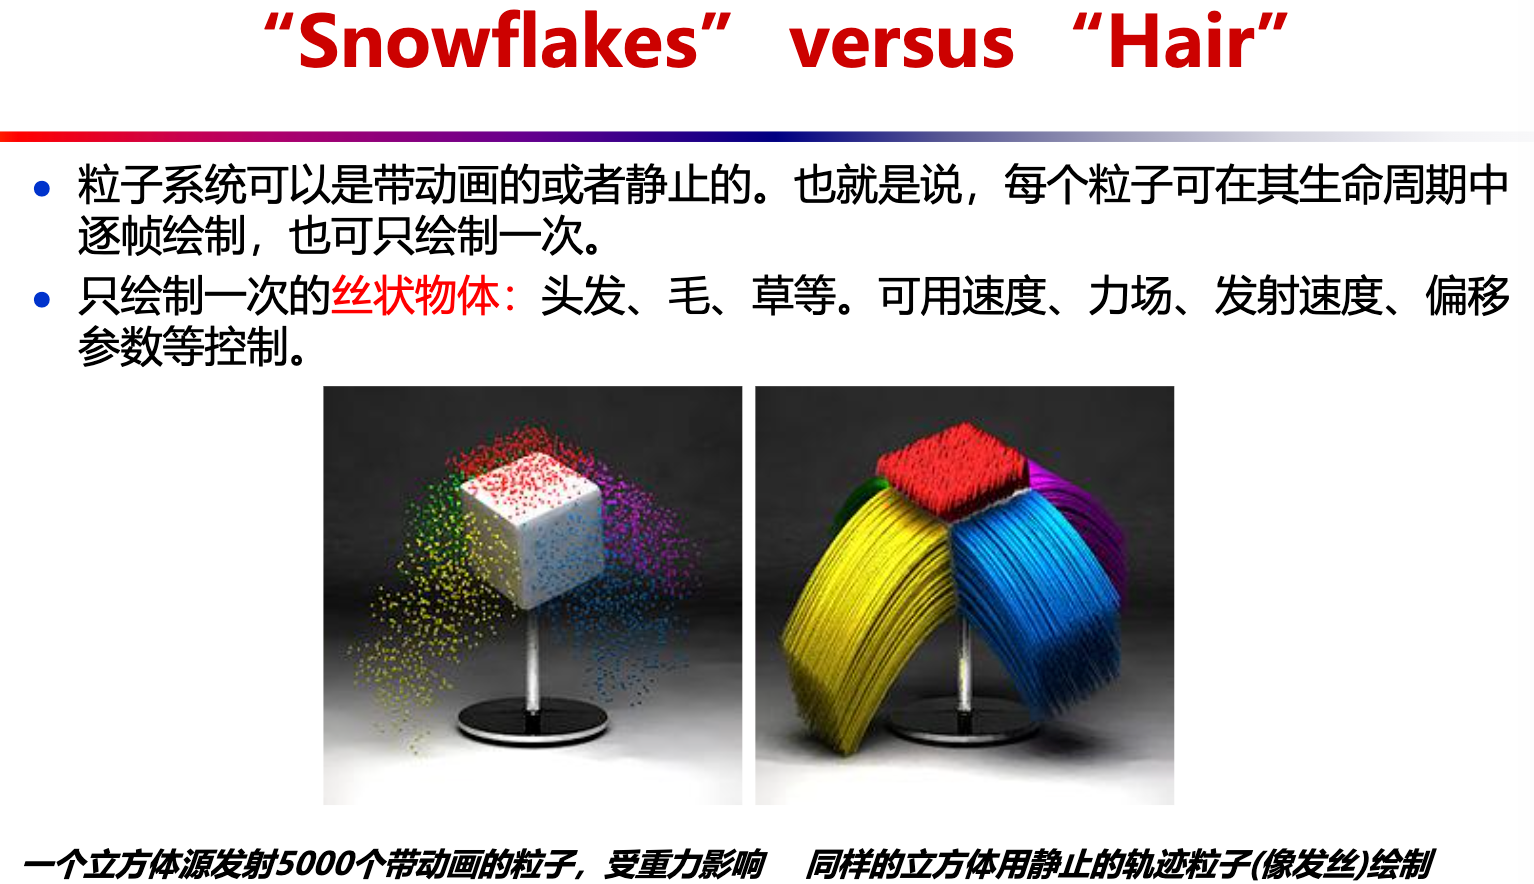 “Snowflakes” versus “Hair”
• 粒子系统可以是带动画的或者静止的。也就是说，每个粒子可在其生命周期中
逐帧绘制，也可只绘制一次。
• 只绘制一次的丝状物体：头发、毛、草等。可用速度、力场、发射速度、偏移
参数等控制。
一个立方体源发射5000个带动画的粒子，受重力影响
同样的立方体用静止的轨迹粒子(像发丝)绘制